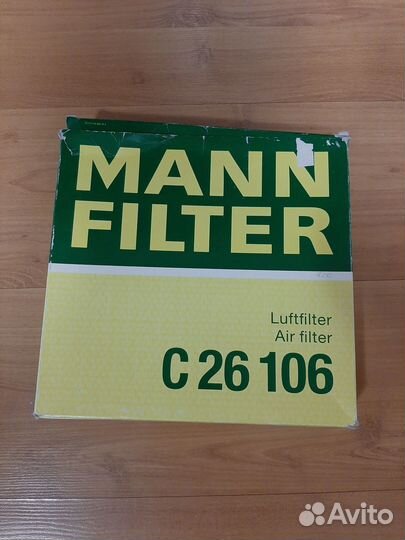 MANN
FILTER
Luftfilter
Air filter
C 26 106
Avito